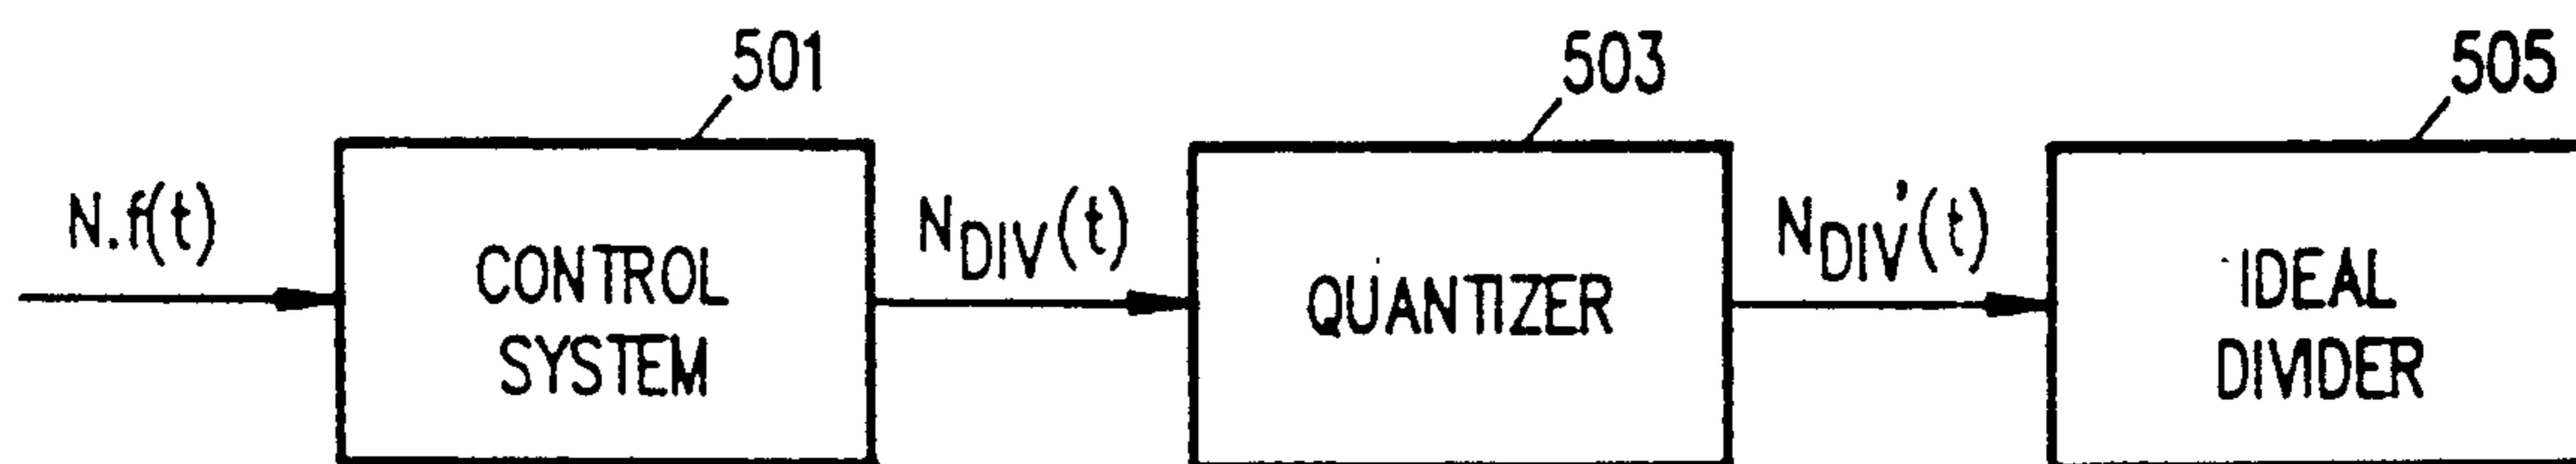 501
503
505
N.f(t)
CONTROL
SYSTEM
N_DIV(t)
QUANTIZER
N_DIV'(t)
IDEAL
DIVIDER